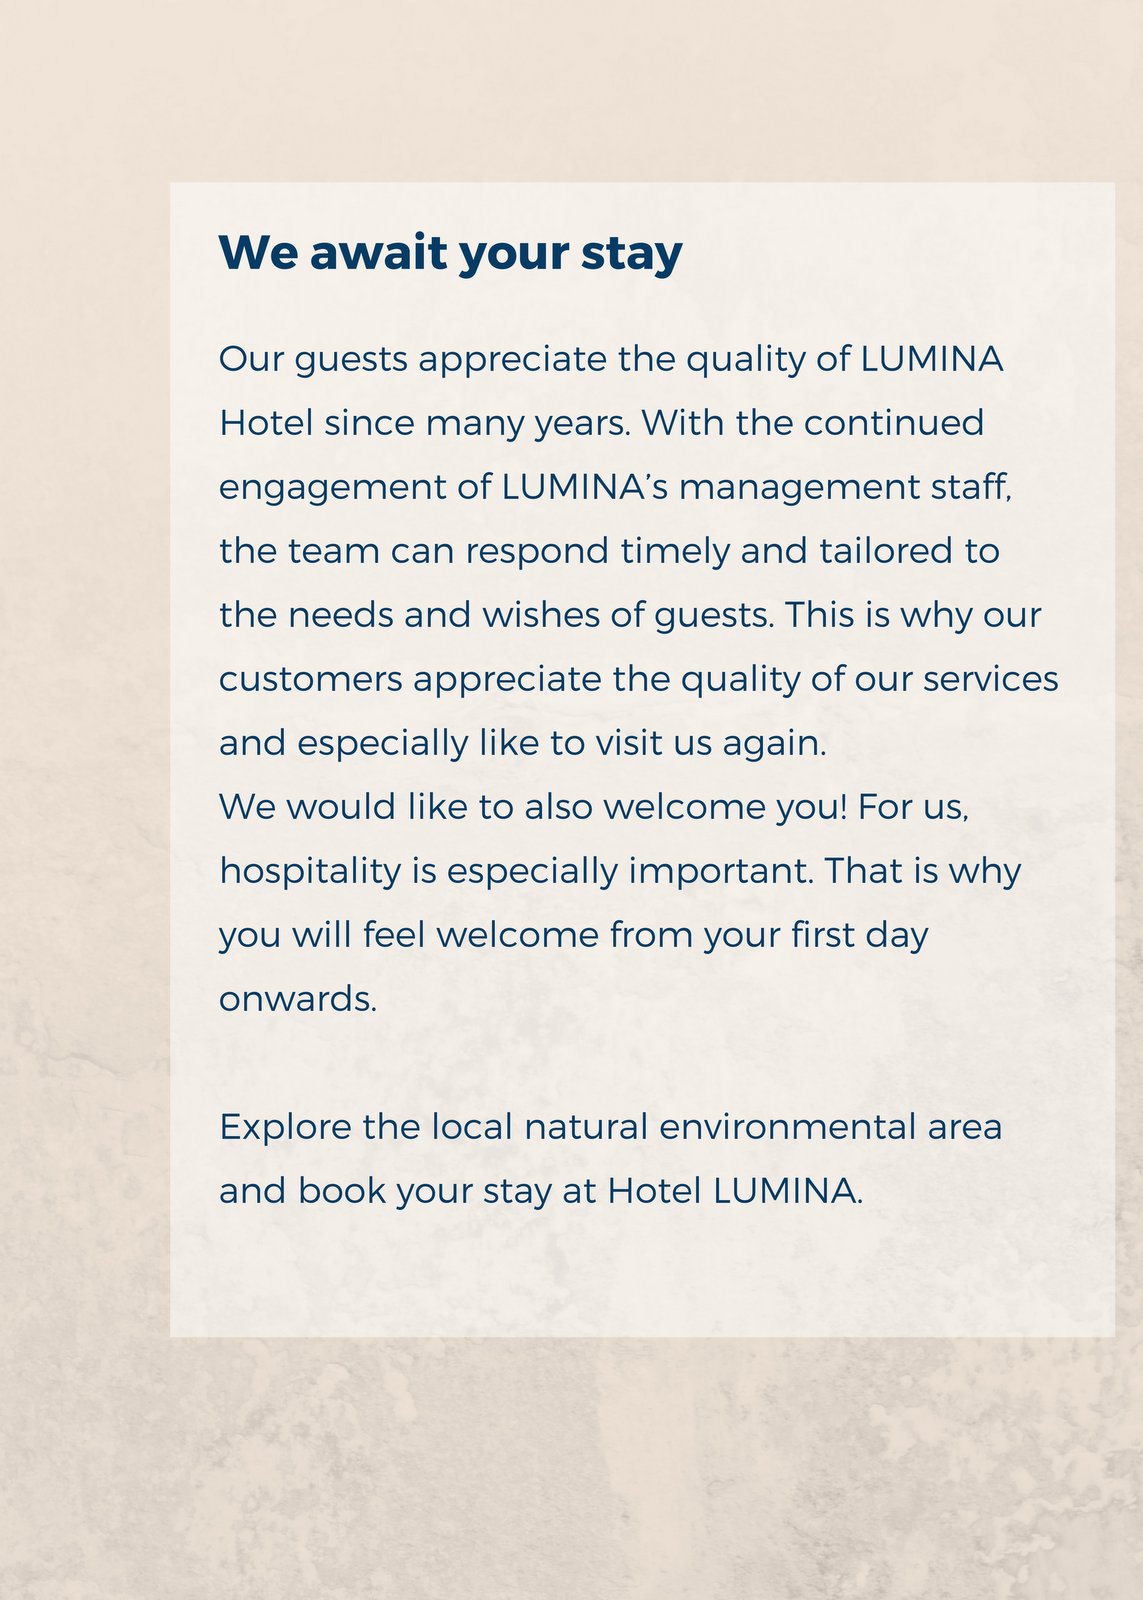 We await your stay
Our guests appreciate the quality of LUMINA
Hotel since many years. With the continued
engagement of LUMINA’s management staff,
the team can respond timely and tailored to
the needs and wishes of guests. This is why our
customers appreciate the quality of our services
and especially like to visit us again.
We would like to also welcome you! For us,
hospitality is especially important. That is why
you will feel welcome from your first day
onwards.
Explore the local natural environmental area
and book your stay at Hotel LUMINA.